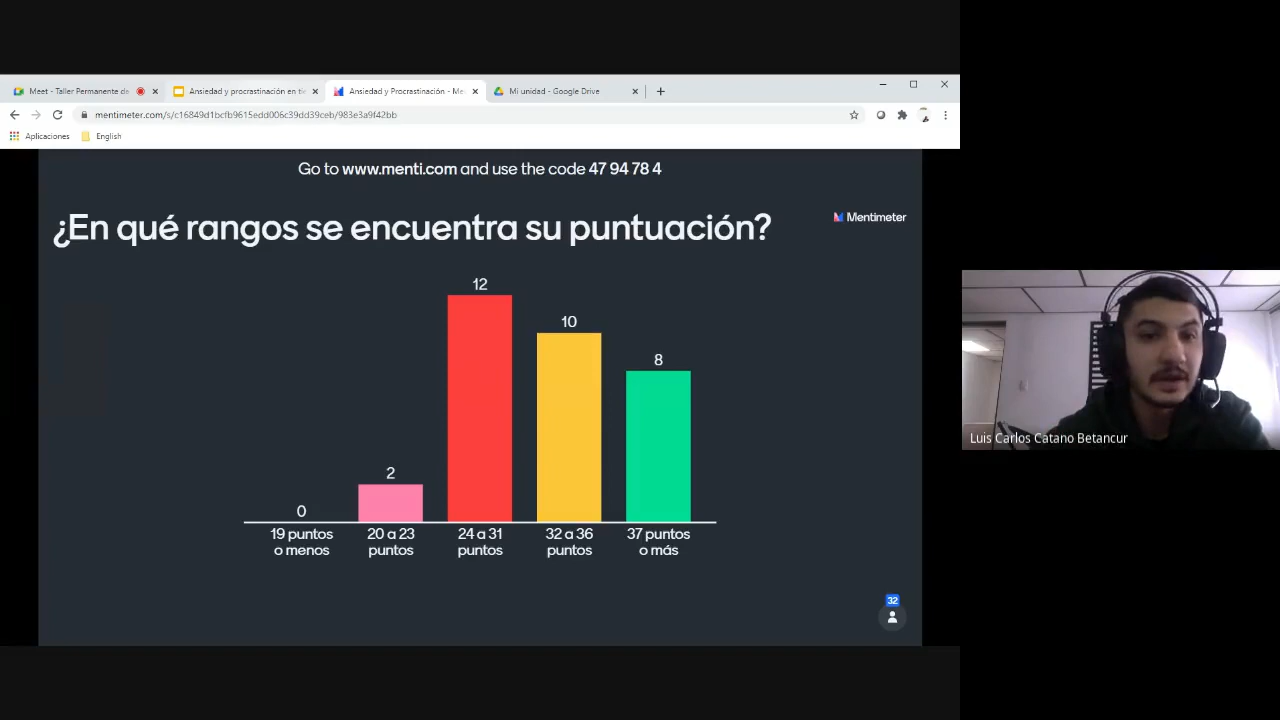 Meet - Taller Permanente de
Ansiedad y procrastinación en tie
Ansiedad y Procrastinación - Me
Mi unidad - Google Drive
mentimeter.com/s/c16849d1bcfb9615edd006c39dd39ceb/983e3a9f42bb
Aplicaciones
English
Go to www.menti.com and use the code 47 94 78 4
¿En qué rangos se encuentra su puntuación?
Mentimeter
12
10
8
2
0
19 puntos
o menos
20 a 23
puntos
24 a 31
puntos
32 a 36
puntos
37 puntos
o más
32
Luis Carlos Catano Betancur